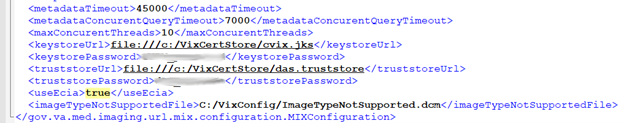 <metadataTimeout>45000</metadataTimeout>
<metadataConcurentQueryTimeout>7000</metadataConcurentQueryTimeout>
<maxConcurentThreads>10</maxConcurentThreads>
<keystoreUrl>file:///c:/VixCertStore/cvix.jks</keystoreUrl>
<keystorePassword></keystorePassword>
<truststoreUrl>file:///c:/VixCertStore/das.truststore</truststoreUrl>
<truststorePassword></truststorePassword>
<useEcia>true</useEcia>
<imageTypeNotSupportedFile>C:/VixConfig/ImageTypeNotSupported.dcm</imageTypeNotSupportedFile>
</gov.va.med.imaging.url.mix.configuration.MIXConfiguration>